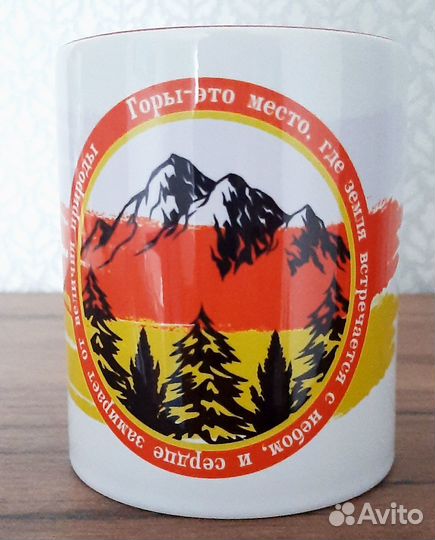 Горы-это место, где земля встречается с небом, и сердце замирает от величия природы
Avito